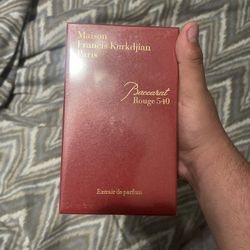 Maison
Francis Kurkdjian
Paris
Baccarat
Rouge 540
Extrait de parfum